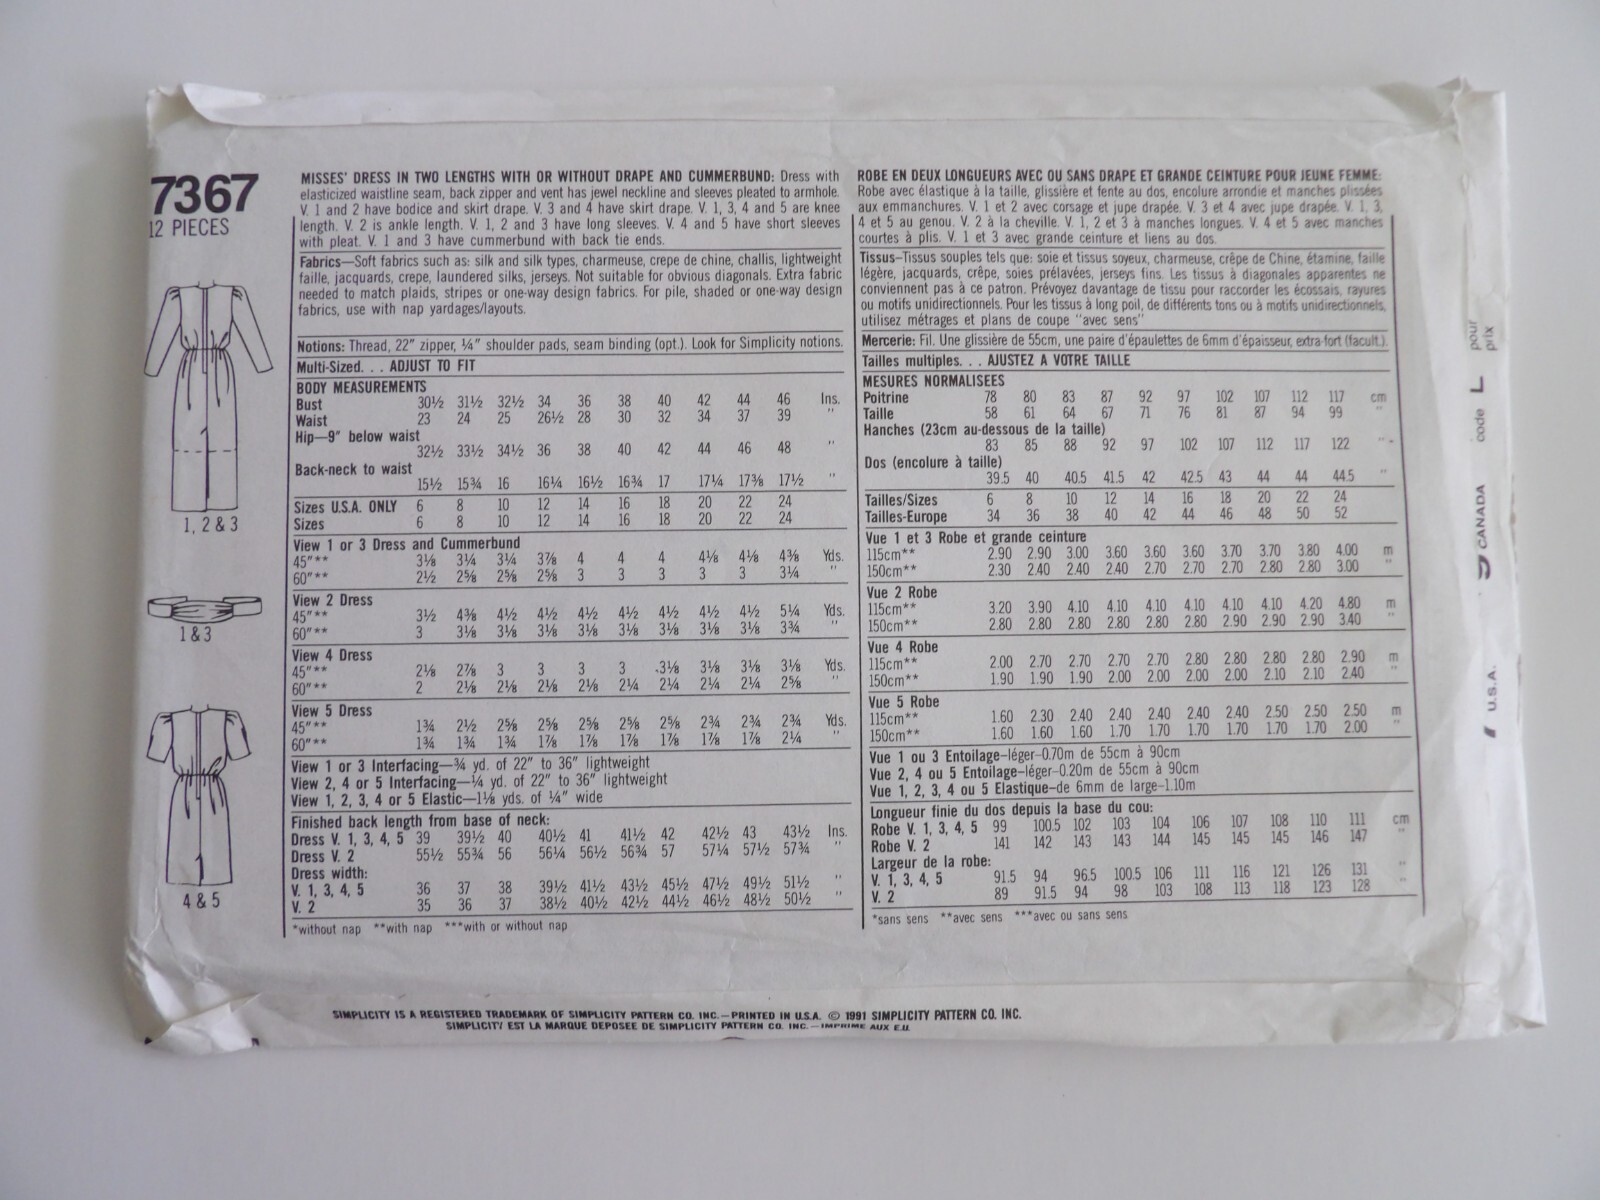 7367
12 PIECES
1, 2 & 3
1 & 3
4 & 5
MISSES' DRESS IN TWO LENGTHS WITH OR WITHOUT DRAPE AND CUMMERBUND: Dress with
elasticized waistline seam, back zipper and vent has jewel neckline and sleeves pleated to armhole.
V. 1 and 2 have bodice and skirt drape. V. 3 and 4 have skirt drape. V. 1, 3, 4 and 5 are knee
length. V. 2 is ankle length. V. 1, 2 and 3 have long sleeves. V. 4 and 5 have short sleeves
with pleat. V. 1 and 3 have cummerbund with back tie ends.
Fabrics—Soft fabrics such as: silk and silk types, charmeuse, crepe de chine, challis, lightweight
faille, jacquards, crepe, laundered silks, jerseys. Not suitable for obvious diagonals. Extra fabric
needed to match plaids, stripes or one-way design fabrics. For pile, shaded or one-way design
fabrics, use with nap yardages/layouts.
Notions: Thread, 22" zipper, ¼" shoulder pads, seam binding (opt.). Look for Simplicity notions.
Multi-Sized. . . ADJUST TO FIT
BODY MEASUREMENTS
Bust 30½ 31½ 32½ 34 36 38 40 42 44 46 Ins.
Waist 23 24 25 26½ 28 30 32 34 37 39 "
Hip—9" below waist
32½ 33½ 34½ 36 38 40 42 44 46 48 "
Back-neck to waist
15½ 15¾ 16 16¼ 16½ 16¾ 17 17¼ 17⅜ 17½ "
Sizes U.S.A. ONLY 6 8 10 12 14 16 18 20 22 24
Sizes 6 8 10 12 14 16 18 20 22 24
View 1 or 3 Dress and Cummerbund
45"** 3⅛ 3¼ 3¼ 3⅞ 4 4 4 4⅛ 4⅛ 4⅜ Yds.
60"** 2½ 2⅝ 2⅝ 2⅝ 3 3 3 3 3 3¼ "
View 2 Dress
45"** 3½ 4⅜ 4½ 4½ 4½ 4½ 4½ 4½ 4½ 5¼ Yds.
60"** 3 3⅛ 3⅛ 3⅛ 3⅛ 3⅛ 3⅛ 3⅛ 3⅛ 3¾ "
View 4 Dress
45"** 2⅛ 2⅞ 3 3 3 3 3⅛ 3⅛ 3⅛ 3⅛ Yds.
60"** 2 2⅛ 2⅛ 2⅛ 2⅛ 2¼ 2¼ 2¼ 2¼ 2⅝ "
View 5 Dress
45"** 1¾ 2½ 2⅝ 2⅝ 2⅝ 2⅝ 2⅝ 2¾ 2¾ 2¾ Yds.
60"** 1¾ 1¾ 1¾ 1⅞ 1⅞ 1⅞ 1⅞ 1⅞ 1⅞ 2¼ "
View 1 or 3 Interfacing—¾ yd. of 22" to 36" lightweight
View 2, 4 or 5 Interfacing—¼ yd. of 22" to 36" lightweight
View 1, 2, 3, 4 or 5 Elastic—1⅛ yds. of ¼" wide
Finished back length from base of neck:
Dress V. 1, 3, 4, 5 39 39½ 40 40½ 41 41½ 42 42½ 43 43½ Ins.
Dress V. 2 55½ 55¾ 56 56¼ 56½ 56¾ 57 57¼ 57½ 57¾ "
Dress width:
V. 1, 3, 4, 5 36 37 38 39½ 41½ 43½ 45½ 47½ 49½ 51½ "
V. 2 35 36 37 38½ 40½ 42½ 44½ 46½ 48½ 50½ "
*without nap **with nap ***with or without nap
ROBE EN DEUX LONGUEURS AVEC OU SANS DRAPE ET GRANDE CEINTURE POUR JEUNE FEMME:
Robe avec élastique à la taille, glissière et fente au dos, encolure arrondie et manches plissées
aux emmanchures. V. 1 et 2 avec corsage et jupe drapée. V. 3 et 4 avec jupe drapée. V. 1, 3,
4 et 5 au genou. V. 2 à la cheville. V. 1, 2 et 3 à manches longues. V. 4 et 5 avec manches
courtes à plis. V. 1 et 3 avec grande ceinture et liens au dos.
Tissus—Tissus souples tels que: soie et tissus soyeux, charmeuse, crêpe de Chine, étamine, faille
légère, jacquards, crêpe, soies prélavées, jerseys fins. Les tissus à diagonales apparentes ne
conviennent pas à ce patron. Prévoyez davantage de tissu pour raccorder les écossais, rayures
ou motifs unidirectionnels. Pour les tissus à long poil, de différents tons ou à motifs unidirectionnels,
utilisez métrages et plans de coupe "avec sens"
Mercerie: Fil. Une glissière de 55cm, une paire d'épaulettes de 6mm d'épaisseur, extra-fort (facult.).
Tailles multiples. . . AJUSTEZ A VOTRE TAILLE
MESURES NORMALISEES
Poitrine 78 80 83 87 92 97 102 107 112 117 cm
Taille 58 61 64 67 71 76 81 87 94 99 "
Hanches (23cm au-dessous de la taille)
83 85 88 92 97 102 107 112 117 122 "
Dos (encolure à taille)
39.5 40 40.5 41.5 42 42.5 43 44 44 44.5 "
Tailles/Sizes 6 8 10 12 14 16 18 20 22 24
Tailles-Europe 34 36 38 40 42 44 46 48 50 52
Vue 1 et 3 Robe et grande ceinture
115cm** 2.90 2.90 3.00 3.60 3.60 3.60 3.70 3.70 3.80 4.00 m
150cm** 2.30 2.40 2.40 2.40 2.70 2.70 2.70 2.80 2.80 3.00 "
Vue 2 Robe
115cm** 3.20 3.90 4.10 4.10 4.10 4.10 4.10 4.10 4.20 4.80 m
150cm** 2.80 2.80 2.80 2.80 2.80 2.80 2.90 2.90 2.90 3.40 "
Vue 4 Robe
115cm** 2.00 2.70 2.70 2.70 2.70 2.80 2.80 2.80 2.80 2.90 m
150cm** 1.90 1.90 1.90 2.00 2.00 2.00 2.00 2.10 2.10 2.40 "
Vue 5 Robe
115cm** 1.60 2.30 2.40 2.40 2.40 2.40 2.40 2.50 2.50 2.50 m
150cm** 1.60 1.60 1.60 1.70 1.70 1.70 1.70 1.70 1.70 2.00 "
Vue 1 ou 3 Entoilage–léger–0.70m de 55cm à 90cm
Vue 2, 4 ou 5 Entoilage–léger–0.20m de 55cm à 90cm
Vue 1, 2, 3, 4 ou 5 Elastique–de 6mm de large–1.10m
Longueur finie du dos depuis la base du cou:
Robe V. 1, 3, 4, 5 99 100.5 102 103 104 106 107 108 110 111 cm
Robe V. 2 141 142 143 143 144 145 145 145 146 147 "
Largeur de la robe:
V. 1, 3, 4, 5 91.5 94 96.5 100.5 106 111 116 121 126 131 "
V. 2 89 91.5 94 98 103 108 113 118 123 128 "
*sans sens **avec sens ***avec ou sans sens
pour
prix
code L
CANADA
U.S.A.
SIMPLICITY IS A REGISTERED TRADEMARK OF SIMPLICITY PATTERN CO. INC.—PRINTED IN U.S.A. © 1991 SIMPLICITY PATTERN CO. INC.
SIMPLICITY EST LA MARQUE DEPOSEE DE SIMPLICITY PATTERN CO. INC.—IMPRIME AUX E.U.